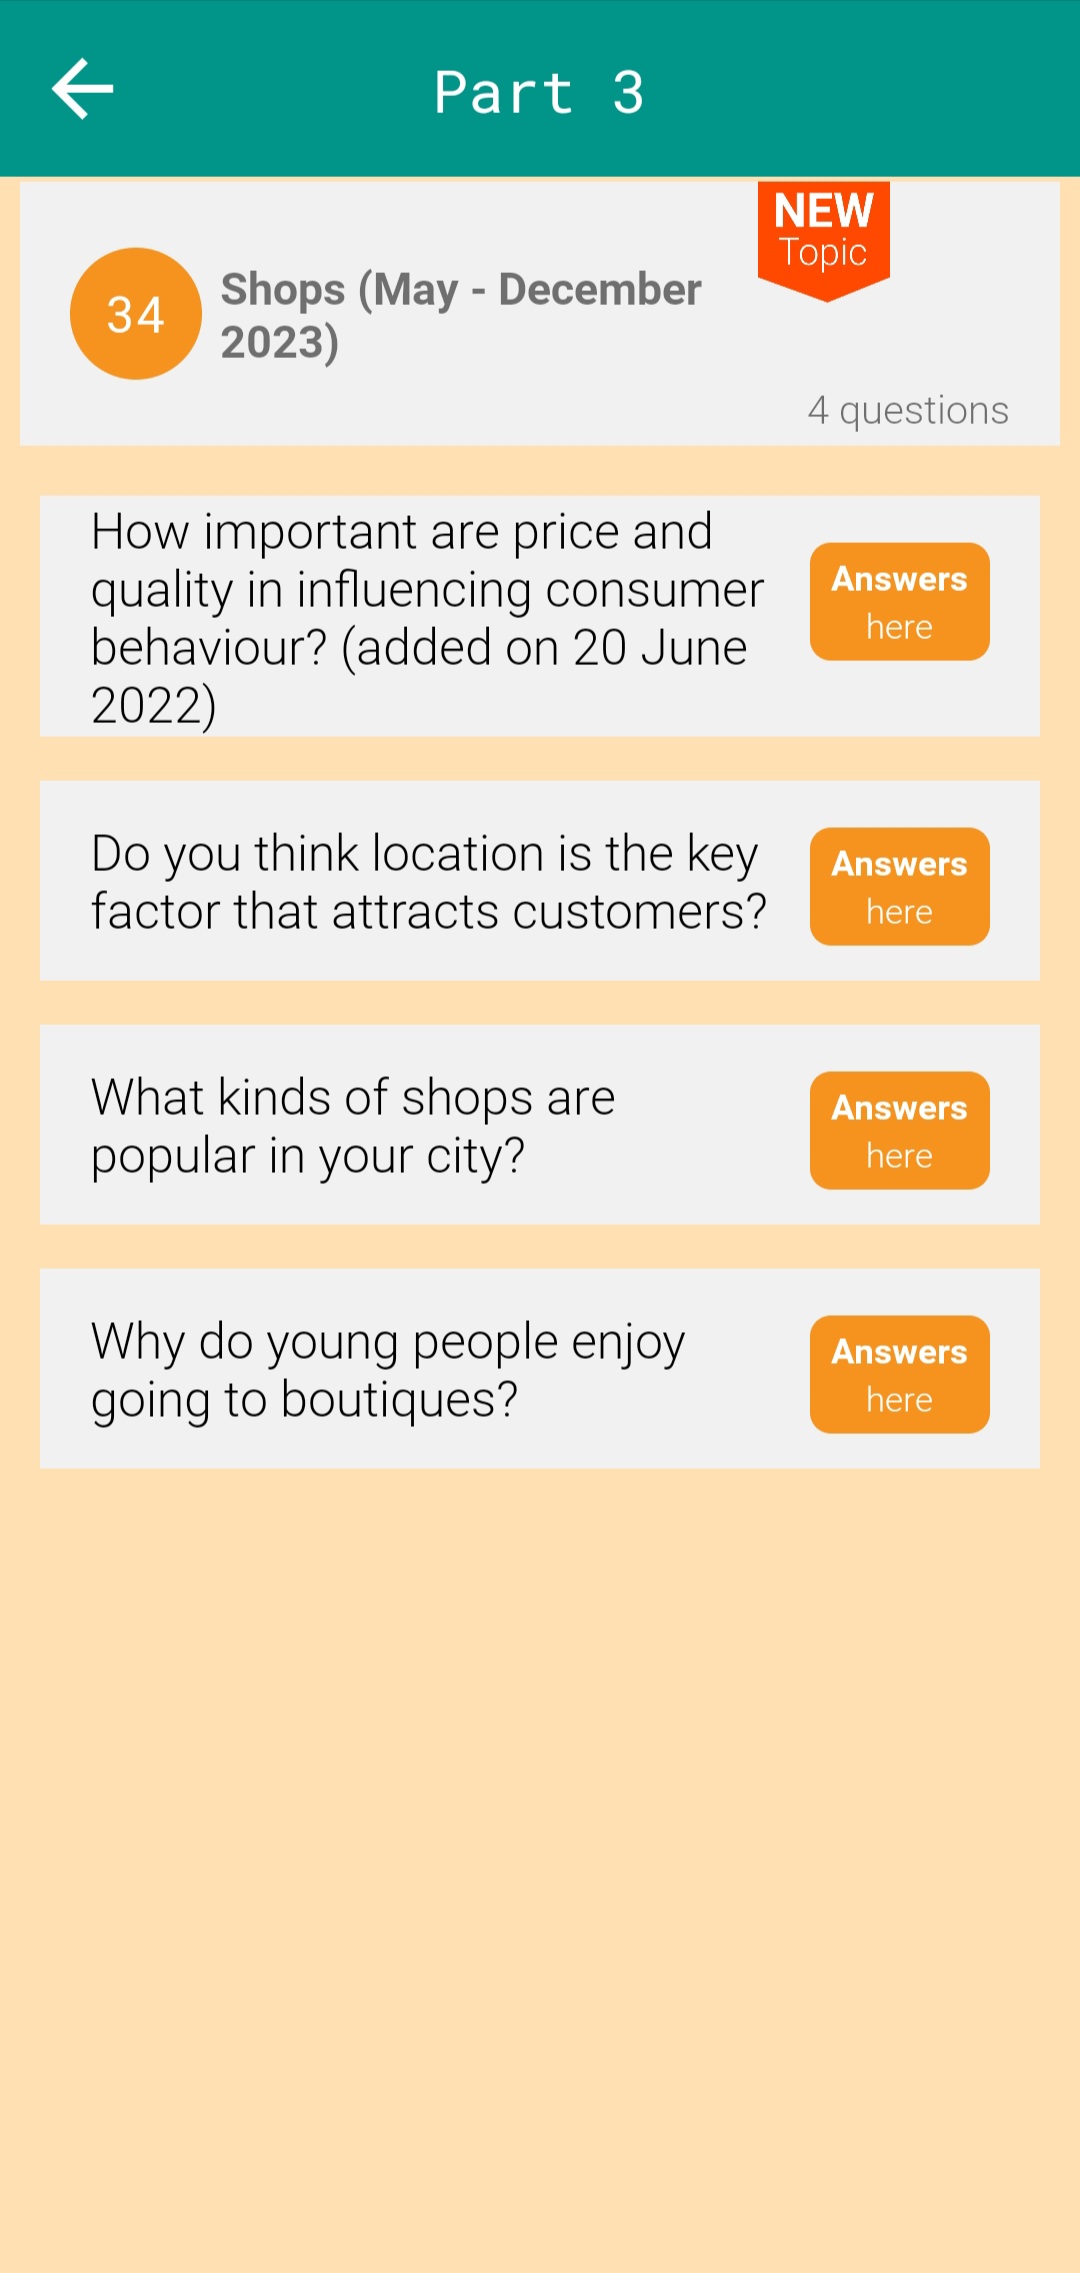 Part 3
NEW
Topic
34
Shops (May - December
2023)
4 questions
How important are price and
quality in influencing consumer
behaviour? (added on 20 June
2022)
Answers
here
Do you think location is the key
factor that attracts customers?
Answers
here
What kinds of shops are
popular in your city?
Answers
here
Why do young people enjoy
going to boutiques?
Answers
here